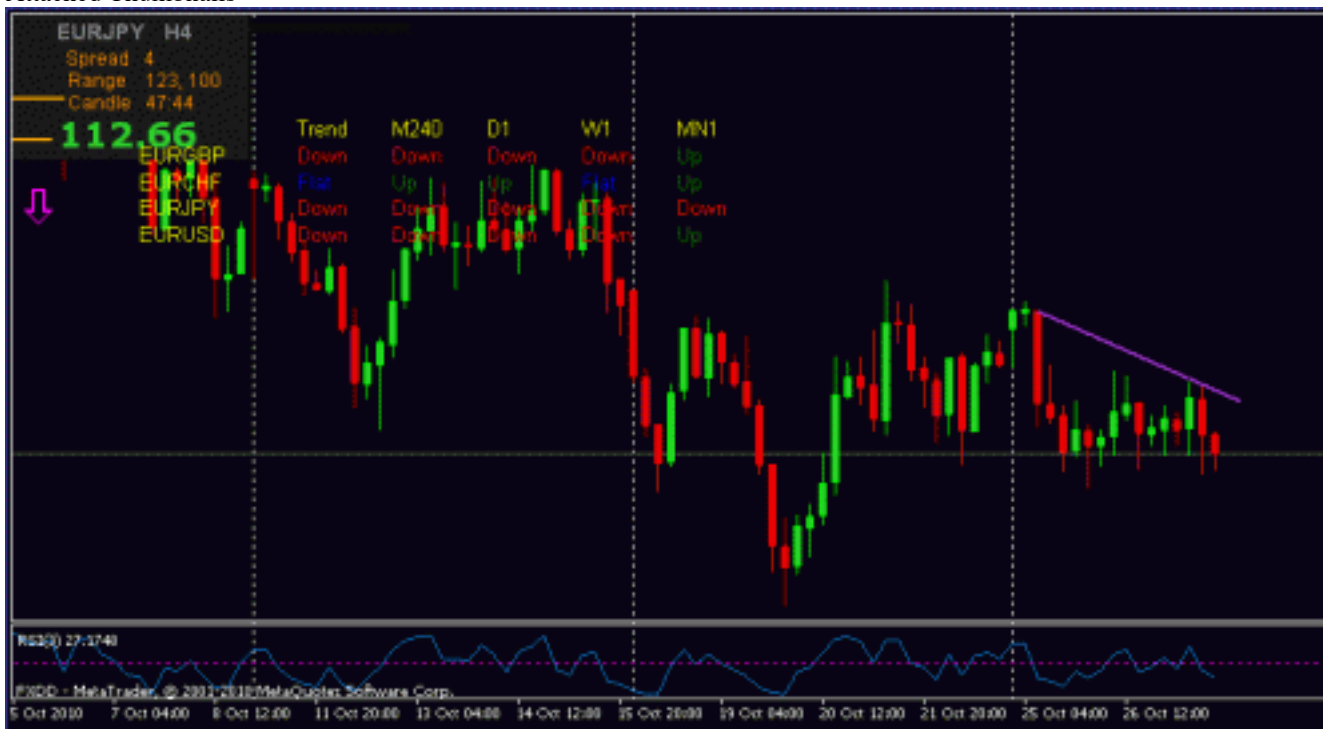 EURJPY H4
Spread 4
Range 123, 100
Candle 47:44
112.66
Trend M240 D1 W1 MN1
EURGBP Down Down Down Down Up
EURCHF Flat Up Up Flat Up
EURJPY Down Down Down Down Down
EURUSD Down Down Down Down Up
27.1748
FXDD - MetaTrader, © 2001-2010 MetaQuotes Software Corp.
5 Oct 2010 7 Oct 04:00 8 Oct 12:00 11 Oct 20:00 13 Oct 04:00 14 Oct 12:00 15 Oct 20:00 19 Oct 04:00 20 Oct 12:00 21 Oct 20:00 25 Oct 04:00 26 Oct 12:00